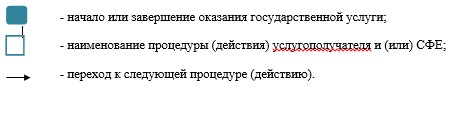 - начало или завершение оказания государственной услуги;
- наименование процедуры (действия) услугополучателя и (или) СФЕ;
- переход к следующей процедуре (действию).